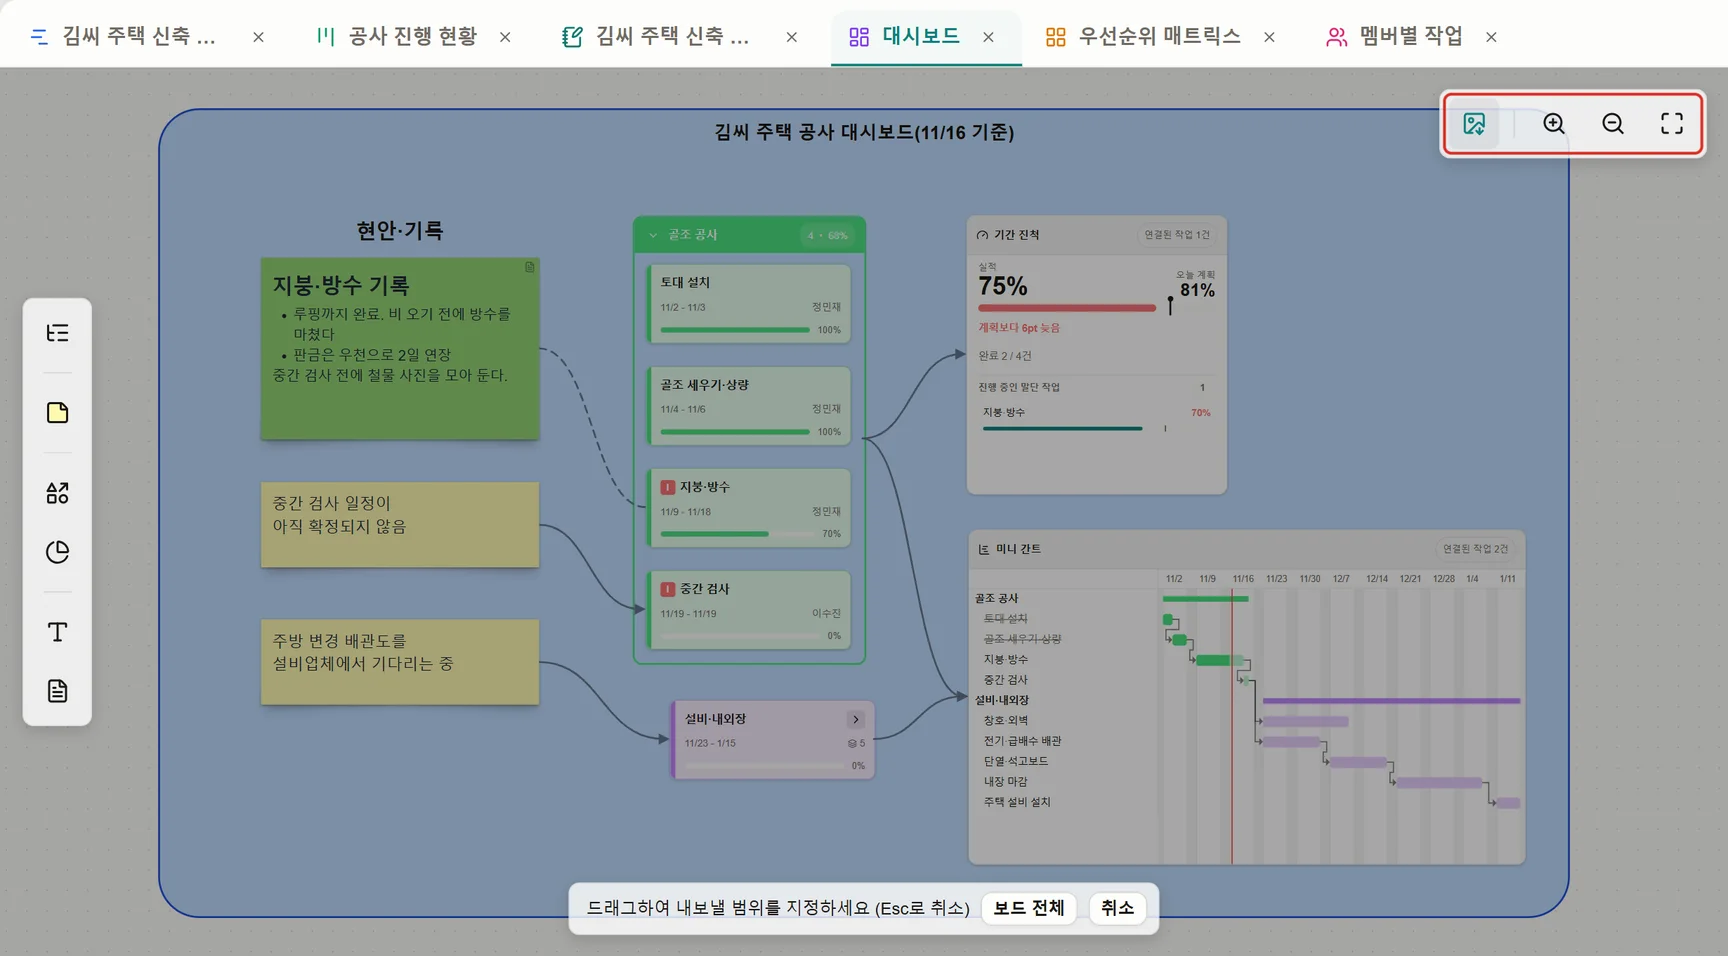 김씨 주택 신축 ...
공사 진행 현황
김씨 주택 신축 ...
대시보드
우선순위 매트릭스
멤버별 작업
김씨 주택 공사 대시보드(11/16 기준)
현안·기록
지붕·방수 기록
• 루핑까지 완료. 비 오기 전에 방수를
마쳤다
• 판금은 우천으로 2일 연장
중간 검사 전에 철물 사진을 모아 둔다.
중간 검사 일정이
아직 확정되지 않음
주방 변경 배관도를
설비업체에서 기다리는 중
골조 공사
4 • 68%
토대 설치
11/2 - 11/3
정민재
100%
골조 세우기·상량
11/4 - 11/6
정민재
100%
지붕·방수
11/9 - 11/18
정민재
70%
중간 검사
11/19 - 11/19
이수진
0%
설비·내외장
11/23 - 1/15
5
0%
기간 진척
연결된 작업 1건
실적
75%
오늘 계획
81%
계획보다 6pt 늦음
완료 2 / 4건
진행 중인 말단 작업
1
지붕·방수
70%
미니 간트
연결된 작업 2건
11/2 11/9 11/16 11/23 11/30 12/7 12/14 12/21 12/28 1/4 1/11
골조 공사
토대 설치
골조 세우기·상량
지붕·방수
중간 검사
설비·내외장
창호·외벽
전기·급배수 배관
단열·석고보드
내장 마감
주택 설비 설치
드래그하여 내보낼 범위를 지정하세요 (Esc로 취소)
보드 전체
취소